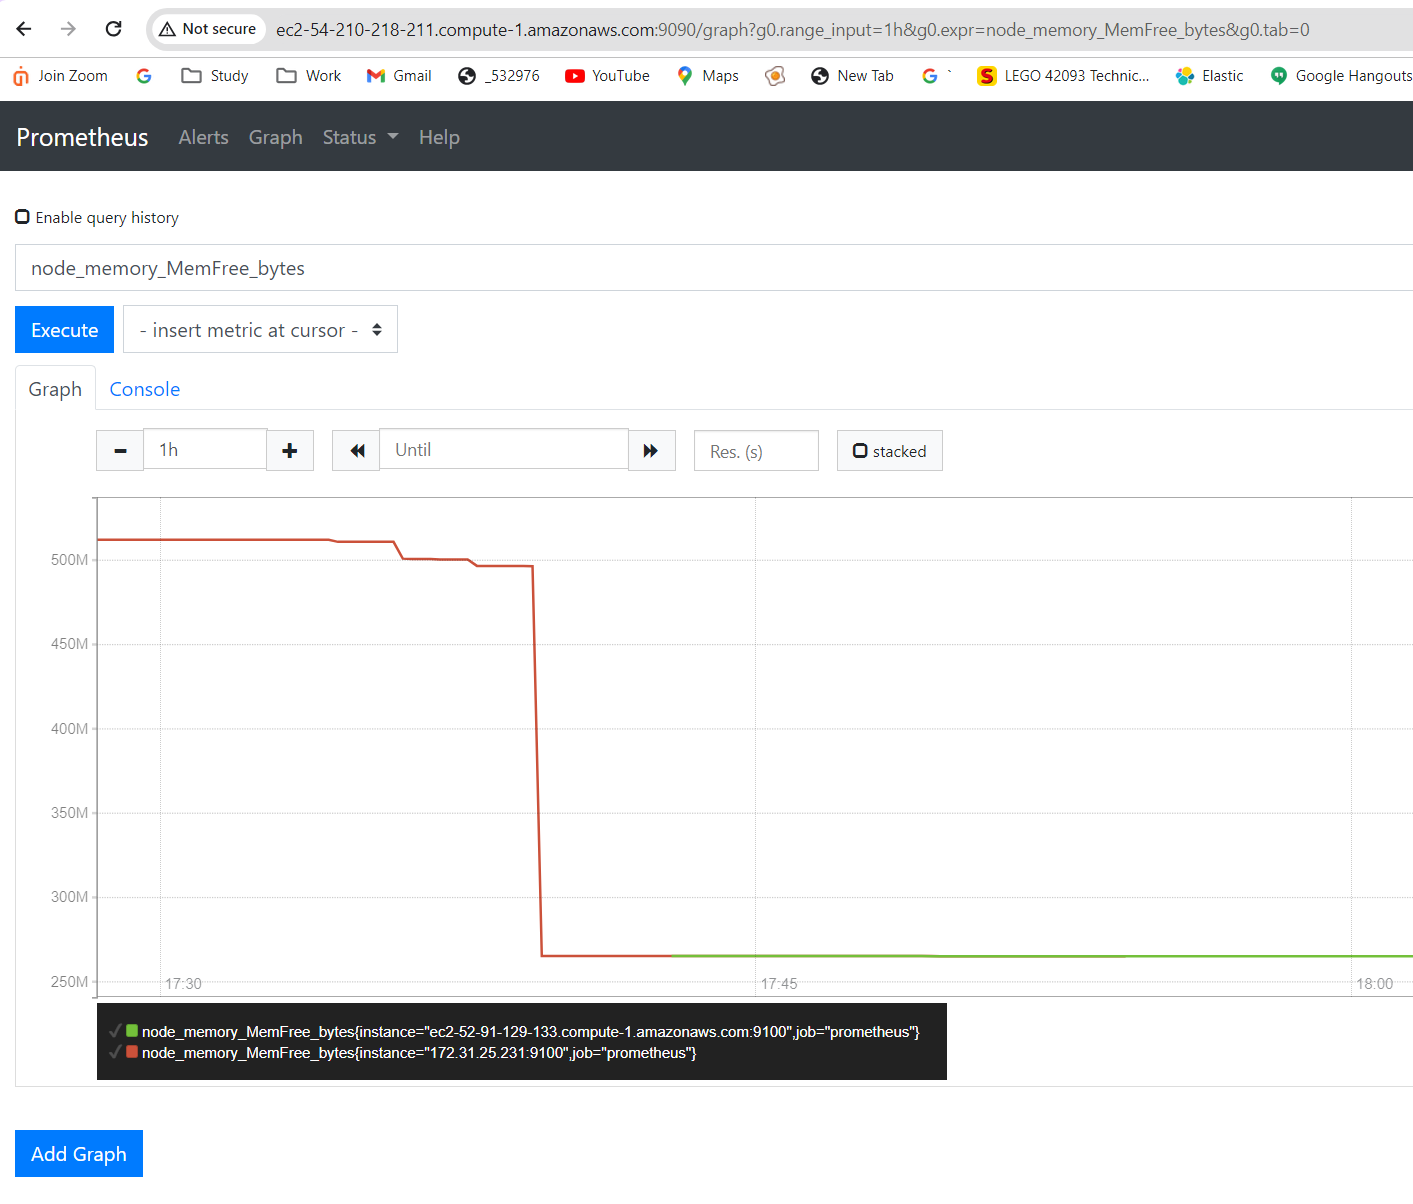 Not secure ec2-54-210-218-211.compute-1.amazonaws.com:9090/graph?g0.range_input=1h&g0.expr=node_memory_MemFree_bytes&g0.tab=0
Join Zoom Study Work Gmail _532976 YouTube Maps New Tab ` LEGO 42093 Technic... Elastic Google Hangouts
Prometheus Alerts Graph Status Help
Enable query history
node_memory_MemFree_bytes
Execute - insert metric at cursor -
Graph Console
1h Until Res. (s) stacked
500M
450M
400M
350M
300M
250M
17:30 17:45 18:00
node_memory_MemFree_bytes{instance="ec2-52-91-129-133.compute-1.amazonaws.com:9100",job="prometheus"}
node_memory_MemFree_bytes{instance="172.31.25.231:9100",job="prometheus"}
Add Graph